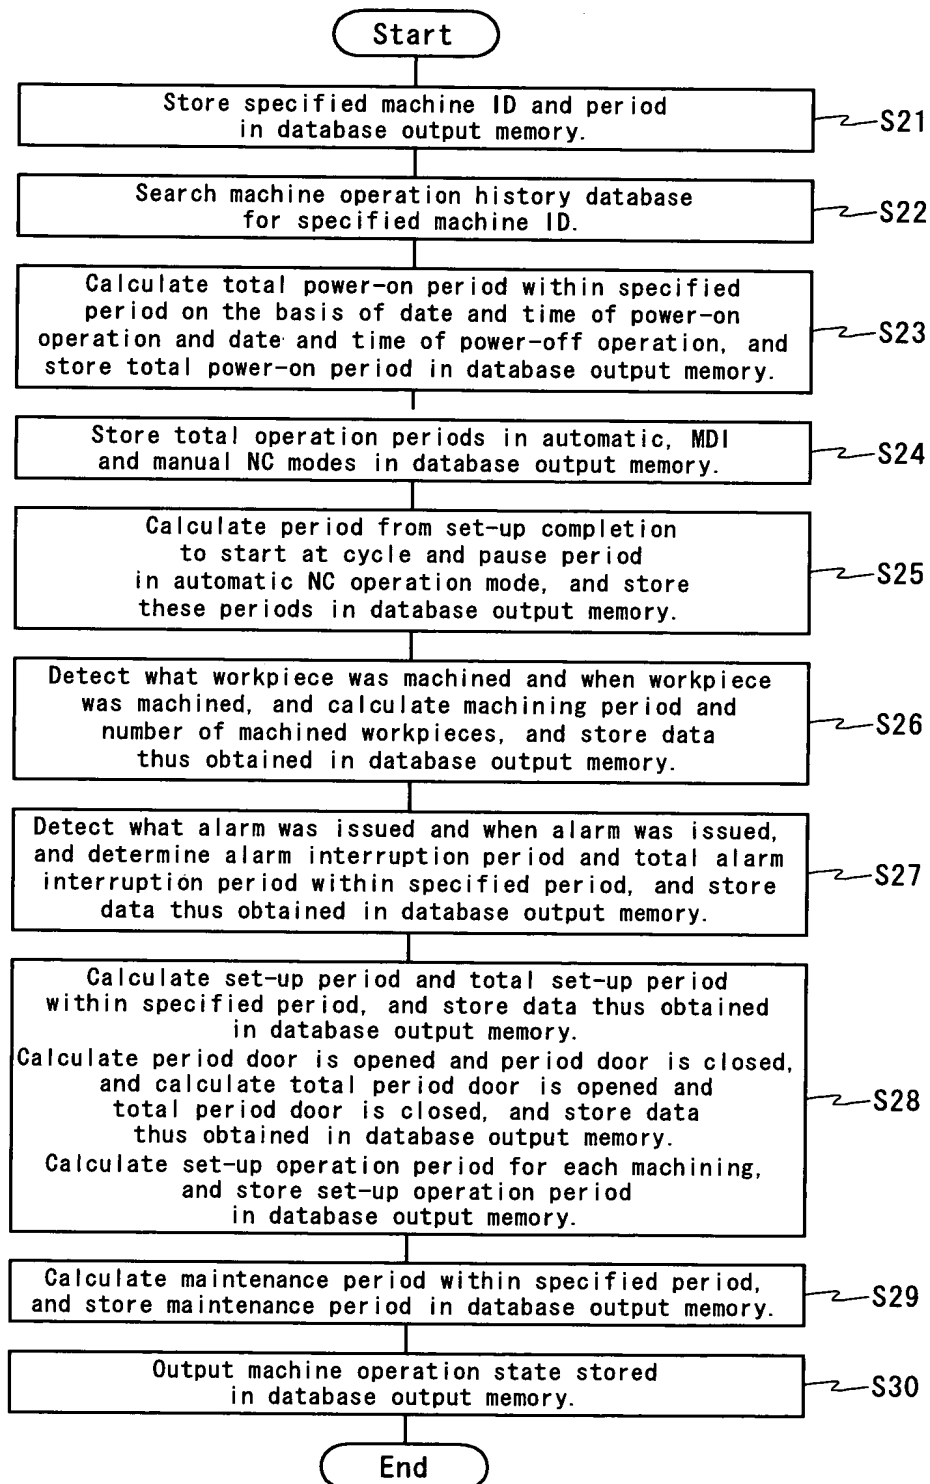 Start
Store specified machine ID and period
in database output memory.
S21
Search machine operation history database
for specified machine ID.
S22
Calculate total power-on period within specified
period on the basis of date and time of power-on
operation and date and time of power-off operation, and
store total power-on period in database output memory.
S23
Store total operation periods in automatic, MDI
and manual NC modes in database output memory.
S24
Calculate period from set-up completion
to start at cycle and pause period
in automatic NC operation mode, and store
these periods in database output memory.
S25
Detect what workpiece was machined and when workpiece
was machined, and calculate machining period and
number of machined workpieces, and store data
thus obtained in database output memory.
S26
Detect what alarm was issued and when alarm was issued,
and determine alarm interruption period and total alarm
interruption period within specified period, and store
data thus obtained in database output memory.
S27
Calculate set-up period and total set-up period
within specified period, and store data thus obtained
in database output memory.
Calculate period door is opened and period door is closed,
and calculate total period door is opened and
total period door is closed, and store data
thus obtained in database output memory.
Calculate set-up operation period for each machining,
and store set-up operation period
in database output memory.
S28
Calculate maintenance period within specified period,
and store maintenance period in database output memory.
S29
Output machine operation state stored
in database output memory.
S30
End